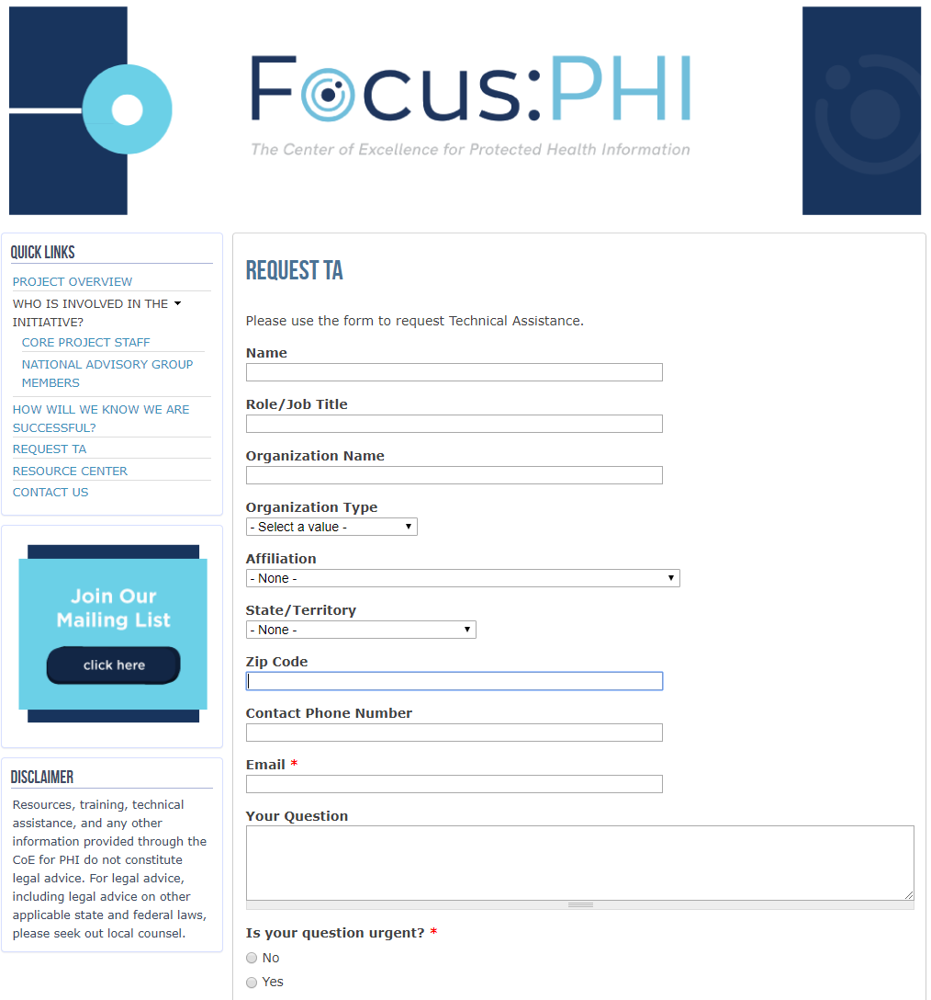 Focus:PHI
The Center of Excellence for Protected Health Information
QUICK LINKS
PROJECT OVERVIEW
WHO IS INVOLVED IN THE
INITIATIVE?
CORE PROJECT STAFF
NATIONAL ADVISORY GROUP
MEMBERS
HOW WILL WE KNOW WE ARE
SUCCESSFUL?
REQUEST TA
RESOURCE CENTER
CONTACT US
Join Our
Mailing List
click here
DISCLAIMER
Resources, training, technical
assistance, and any other
information provided through the
CoE for PHI do not constitute
legal advice. For legal advice,
including legal advice on other
applicable state and federal laws,
please seek out local counsel.
REQUEST TA
Please use the form to request Technical Assistance.
Name
Role/Job Title
Organization Name
Organization Type
- Select a value -
Affiliation
- None -
State/Territory
- None -
Zip Code
Contact Phone Number
Email *
Your Question
Is your question urgent? *
No
Yes